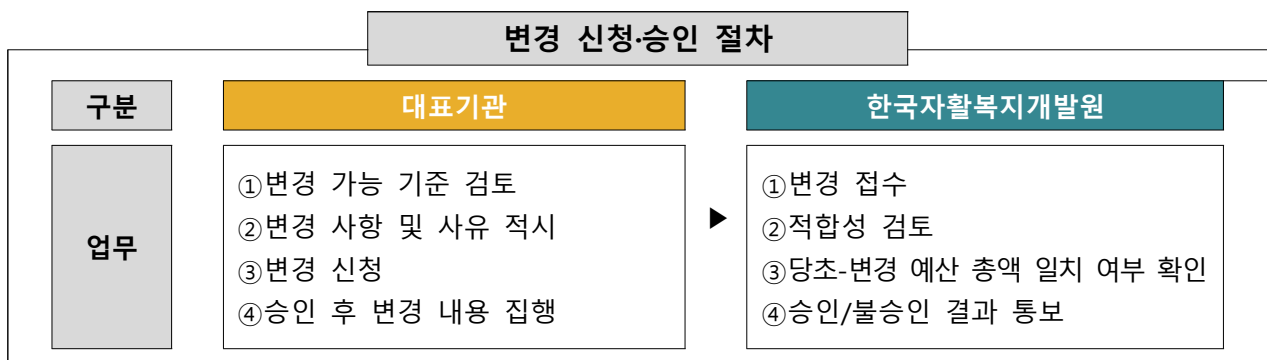 변경 신청·승인 절차
구분
대표기관
한국자활복지개발원
업무
①변경 가능 기준 검토
②변경 사항 및 사유 적시
③변경 신청
④승인 후 변경 내용 집행
▶
①변경 접수
②적합성 검토
③당초-변경 예산 총액 일치 여부 확인
④승인/불승인 결과 통보